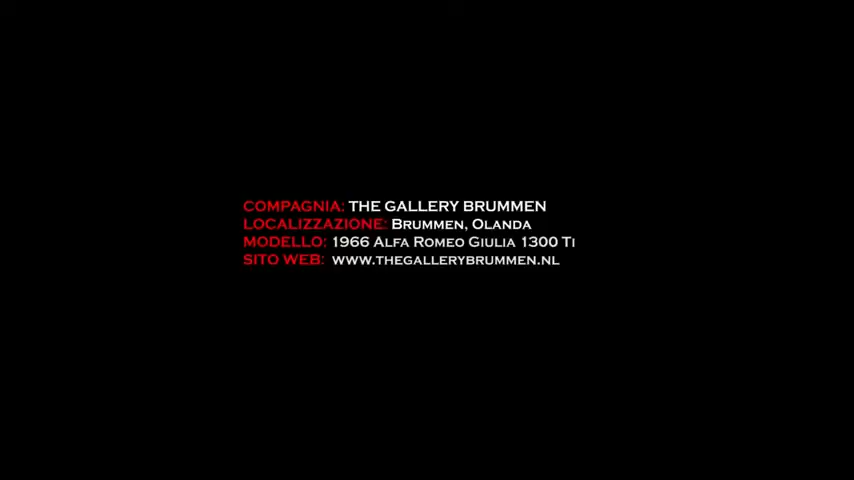 COMPAGNIA: THE GALLERY BRUMMEN
LOCALIZZAZIONE: BRUMMEN, OLANDA
MODELLO: 1966 ALFA ROMEO GIULIA 1300 TI
SITO WEB: WWW.THEGALLERYBRUMMEN.NL